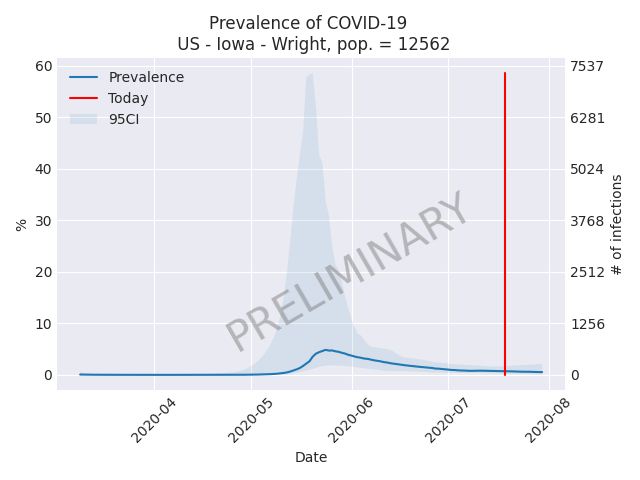 Prevalence of COVID-19
US - Iowa - Wright, pop. = 12562
60
50
40
30
20
10
0
%
Prevalence
Today
95CI
PRELIMINARY
7537
6281
5024
3768
2512
1256
0
# of infections
2020-04
2020-05
2020-06
2020-07
2020-08
Date